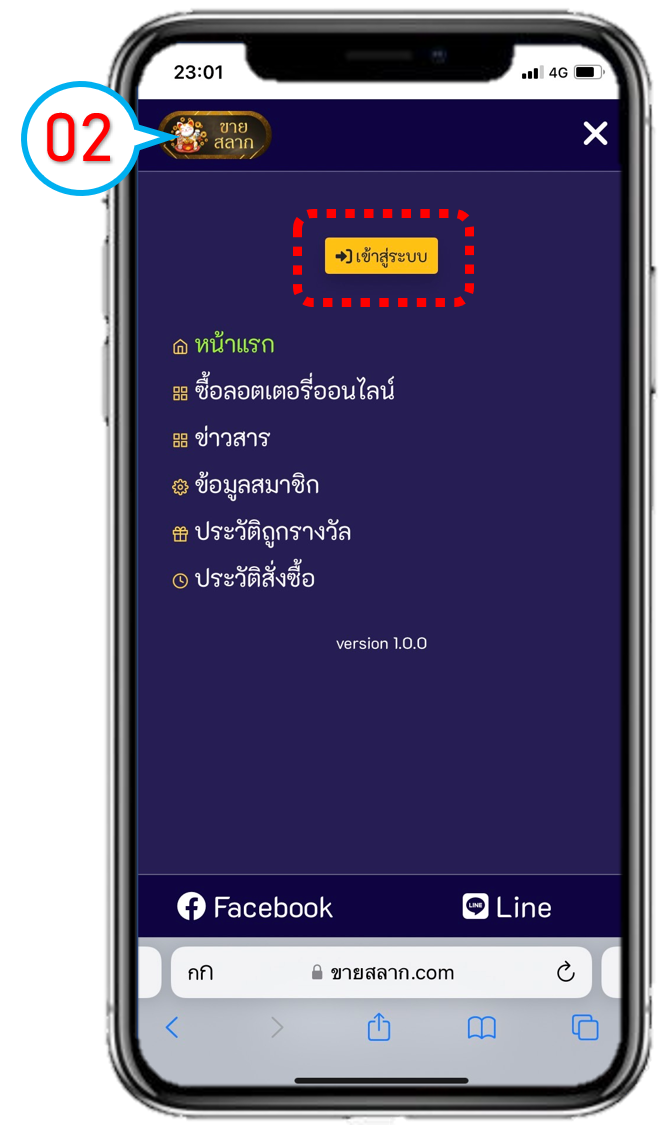 23:01
4G
02
ขาย
สลาก
เข้าสู่ระบบ
หน้าแรก
ซื้อลอตเตอรี่ออนไลน์
ข่าวสาร
ข้อมูลสมาชิก
ประวัติถูกรางวัล
ประวัติสั่งซื้อ
version 1.0.0
Facebook
LINE Line
กก ขายสลาก.com